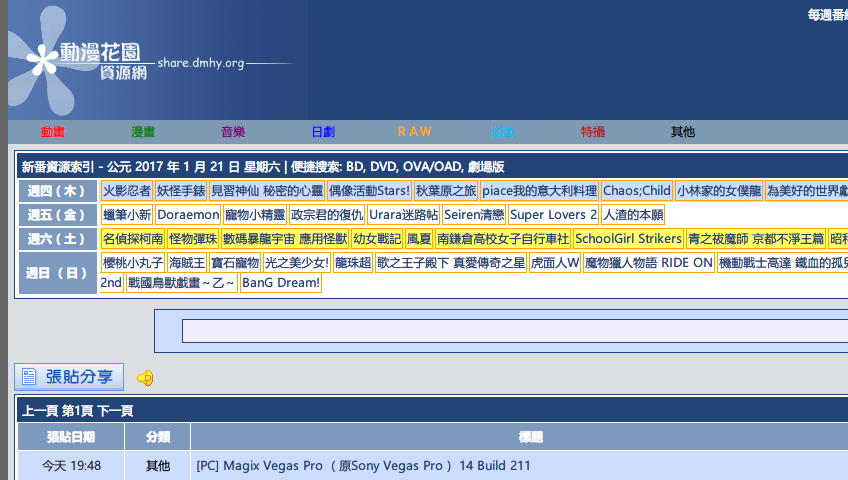 每週番
動漫花園
資源網
share.dmhy.org
動畫 漫畫 音樂 日劇 RAW 遊戲 特攝 其他
新番資源索引 - 公元 2017 年 1 月 21 日 星期六 | 便捷搜索: BD, DVD, OVA/OAD, 劇場版
週四 ( 木 ) 火影忍者 妖怪手錶 見習神仙 秘密的心靈 偶像活動Stars! 秋葉原之旅 piace我的意大利料理 Chaos;Child 小林家的女僕龍 為美好的世界獻
週五 ( 金 ) 蠟筆小新 Doraemon 寵物小精靈 政宗君的復仇 Urara迷路帖 Seiren清戀 Super Lovers 2 人渣的本願
週六 ( 土 ) 名偵探柯南 怪物彈珠 數碼暴龍宇宙 應用怪獸 幼女戰記 風夏 南鎌倉高校女子自行車社 SchoolGirl Strikers 青之祓魔師 京都不淨王篇 昭和
週日 ( 日 ) 櫻桃小丸子 海賊王 寶石寵物 光之美少女! 龍珠超 歌之王子殿下 真愛傳奇之星 虎面人W 魔物獵人物語 RIDE ON 機動戰士高達 鐵血的孤兒
2nd 戰國鳥獸戲畫～乙～ BanG Dream!
張貼分享
上一頁 第1頁 下一頁
張貼日期 分類 標題
今天 19:48 其他 [PC] Magix Vegas Pro （原Sony Vegas Pro ）14 Build 211